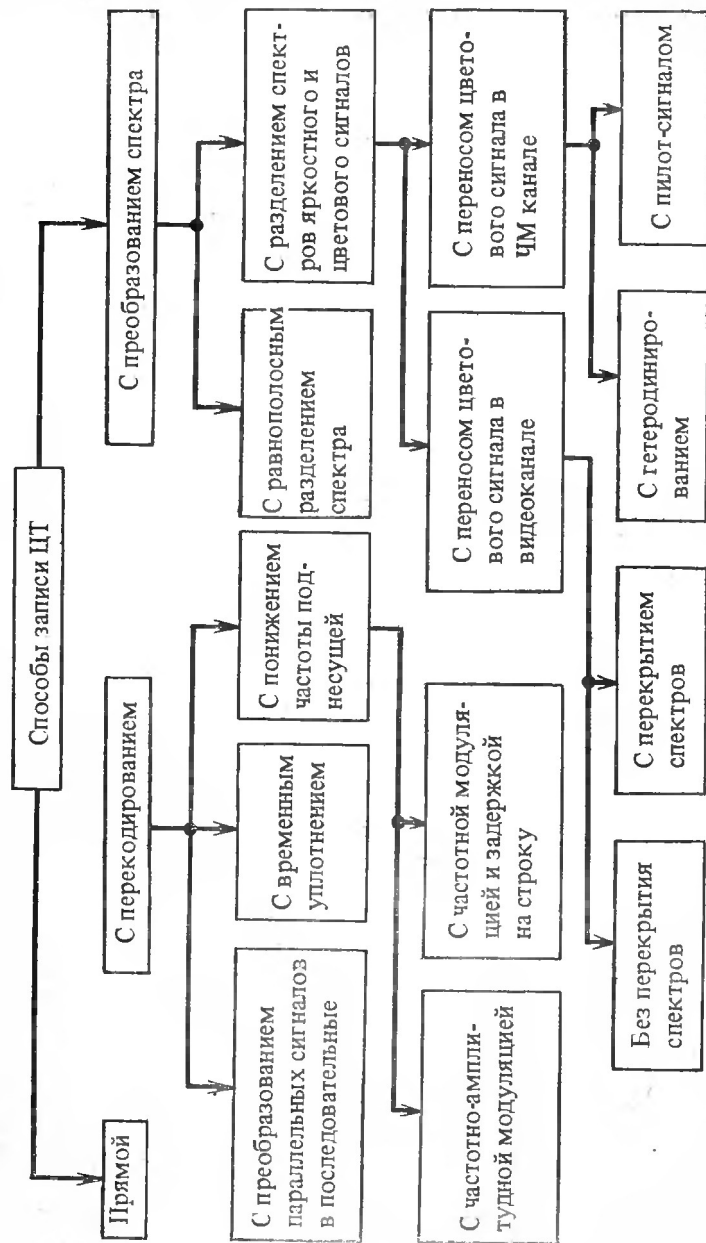 Способы записи ЦТ
Прямой
С перекодированием
С преобразованием спектра
С преобразованием
параллельных сигналов
в последовательные
С временным
уплотнением
С понижением
частоты под-
несущей
С равнополосным
разделением
спектра
С разделением спект-
ров яркостного и
цветового сигналов
С частотно-ампли-
тудной модуляцией
С частотной модуля-
цией и задержкой
на строку
С переносом цвето-
вого сигнала в
видеоканале
С переносом цвето-
вого сигнала в
ЧМ канале
Без перекрытия
спектров
С перекрытием
спектров
С гетеродиниро-
ванием
С пилот-сигналом